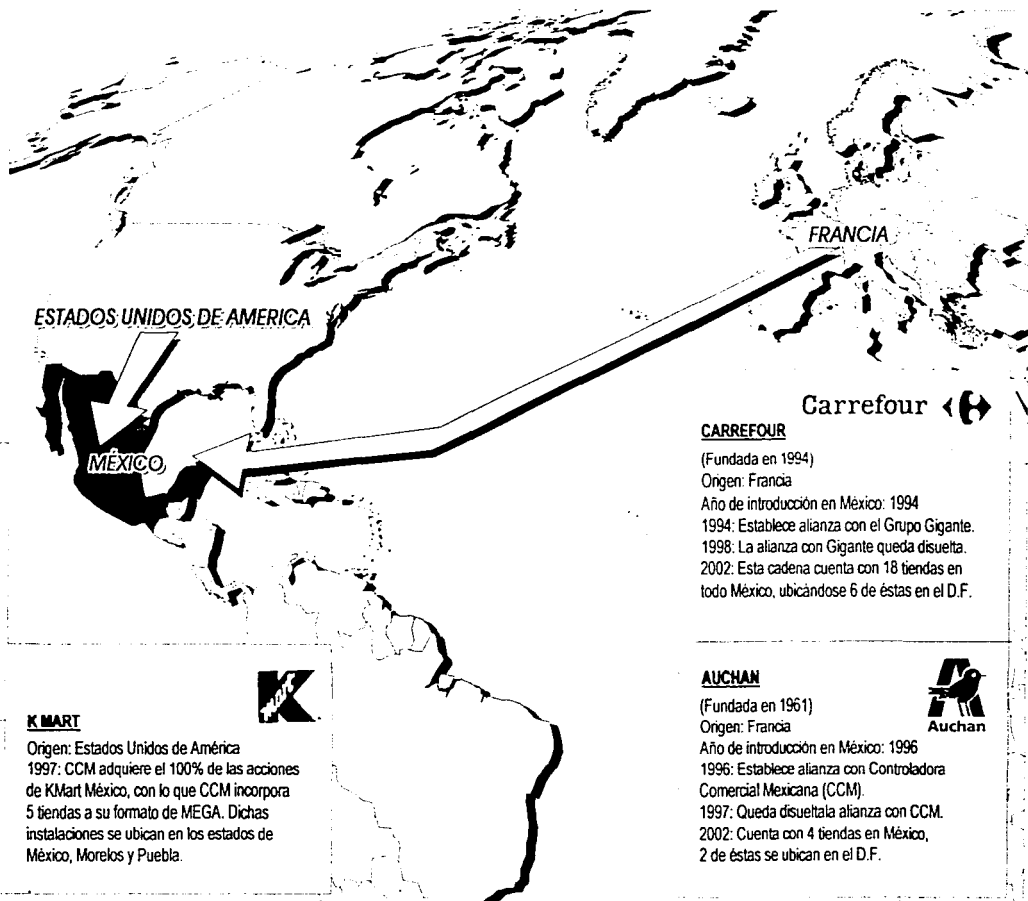 FRANCIA
ESTADOS UNIDOS DE AMERICA
MÉXICO
Carrefour
CARREFOUR
(Fundada en 1994)
Origen: Francia
Año de introducción en México: 1994
1994: Establece alianza con el Grupo Gigante.
1998: La alianza con Gigante queda disuelta.
2002: Esta cadena cuenta con 18 tiendas en
todo México, ubicándose 6 de éstas en el D.F.
K
K MART
Origen: Estados Unidos de América
1997: CCM adquiere el 100% de las acciones
de KMart México, con lo que CCM incorpora
5 tiendas a su formato de MEGA. Dichas
instalaciones se ubican en los estados de
México, Morelos y Puebla.
Auchan
AUCHAN
(Fundada en 1961)
Origen: Francia
Año de introducción en México: 1996
1996: Establece alianza con Controladora
Comercial Mexicana (CCM).
1997: Queda disueltala alianza con CCM.
2002: Cuenta con 4 tiendas en México,
2 de éstas se ubican en el D.F.